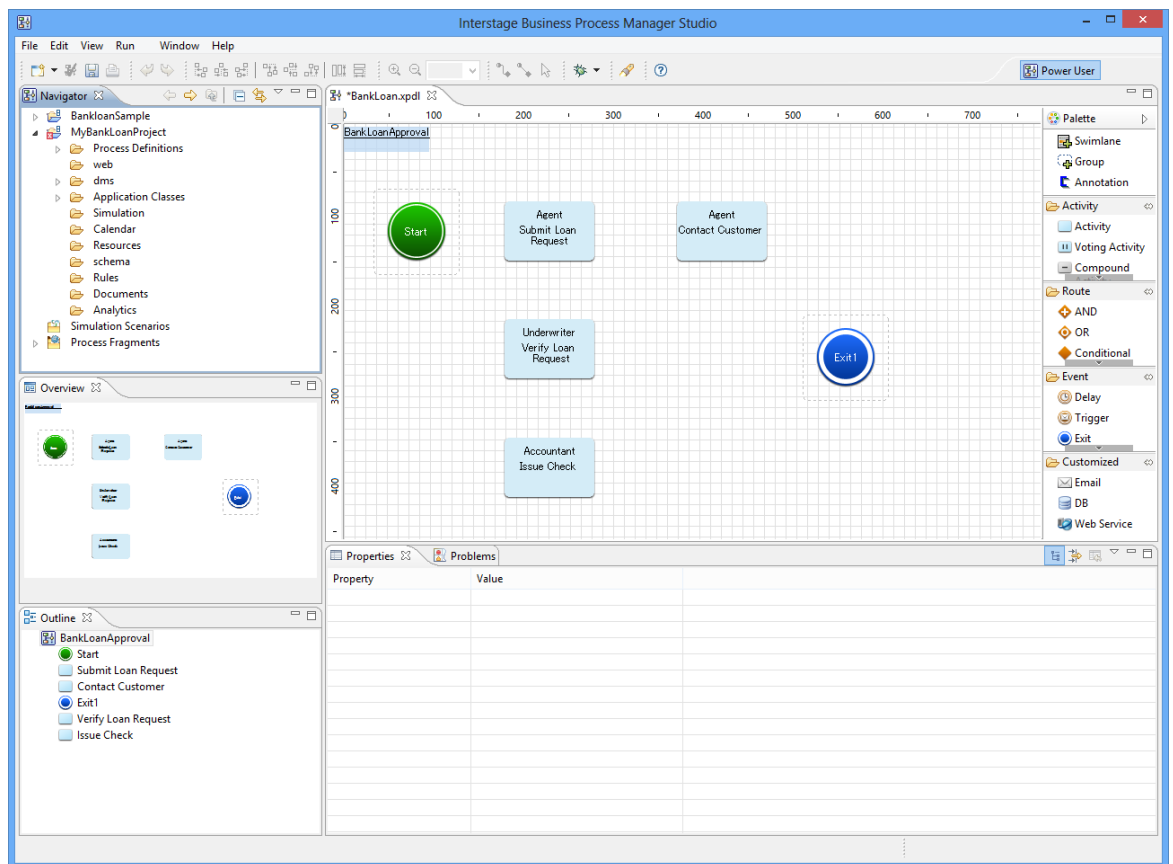 Interstage Business Process Manager Studio
File Edit View Run Window Help
Power User
Navigator
BankloanSample
MyBankLoanProject
Process Definitions
web
dms
Application Classes
Simulation
Calendar
Resources
schema
Rules
Documents
Analytics
Simulation Scenarios
Process Fragments
Overview
Outline
BankLoanApproval
Start
Submit Loan Request
Contact Customer
Exit1
Verify Loan Request
Issue Check
*BankLoan.xpdl
0 100 200 300 400 500 600 700
0
100
200
300
400
BankLoanApproval
Start
Agent
Submit Loan
Request
Agent
Contact Customer
Underwriter
Verify Loan
Request
Exit1
Accountant
Issue Check
Palette
Swimlane
Group
Annotation
Activity
Activity
Voting Activity
Compound
Route
AND
OR
Conditional
Event
Delay
Trigger
Exit
Customized
Email
DB
Web Service
Properties Problems
Property Value